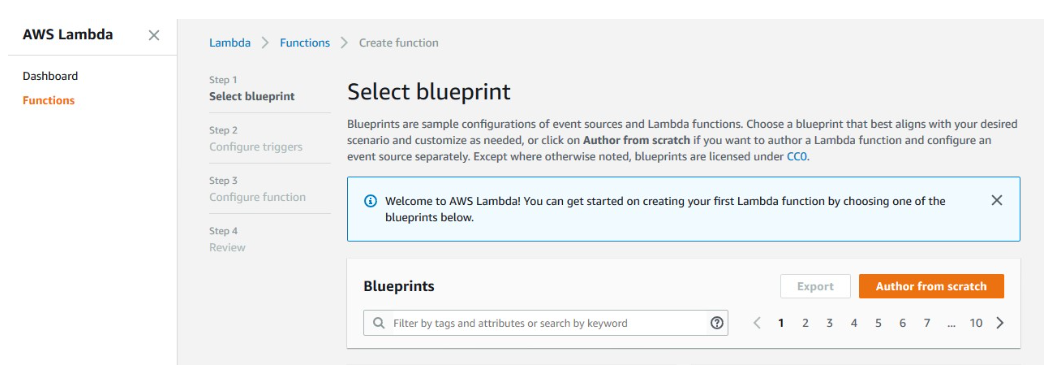 AWS Lambda
Dashboard
Functions
Lambda > Functions > Create function
Step 1
Select blueprint
Step 2
Configure triggers
Step 3
Configure function
Step 4
Review
Select blueprint
Blueprints are sample configurations of event sources and Lambda functions. Choose a blueprint that best aligns with your desired
scenario and customize as needed, or click on Author from scratch if you want to author a Lambda function and configure an
event source separately. Except where otherwise noted, blueprints are licensed under CC0.
Welcome to AWS Lambda! You can get started on creating your first Lambda function by choosing one of the
blueprints below.
Blueprints
Export
Author from scratch
Filter by tags and attributes or search by keyword
< 1 2 3 4 5 6 7 ... 10 >